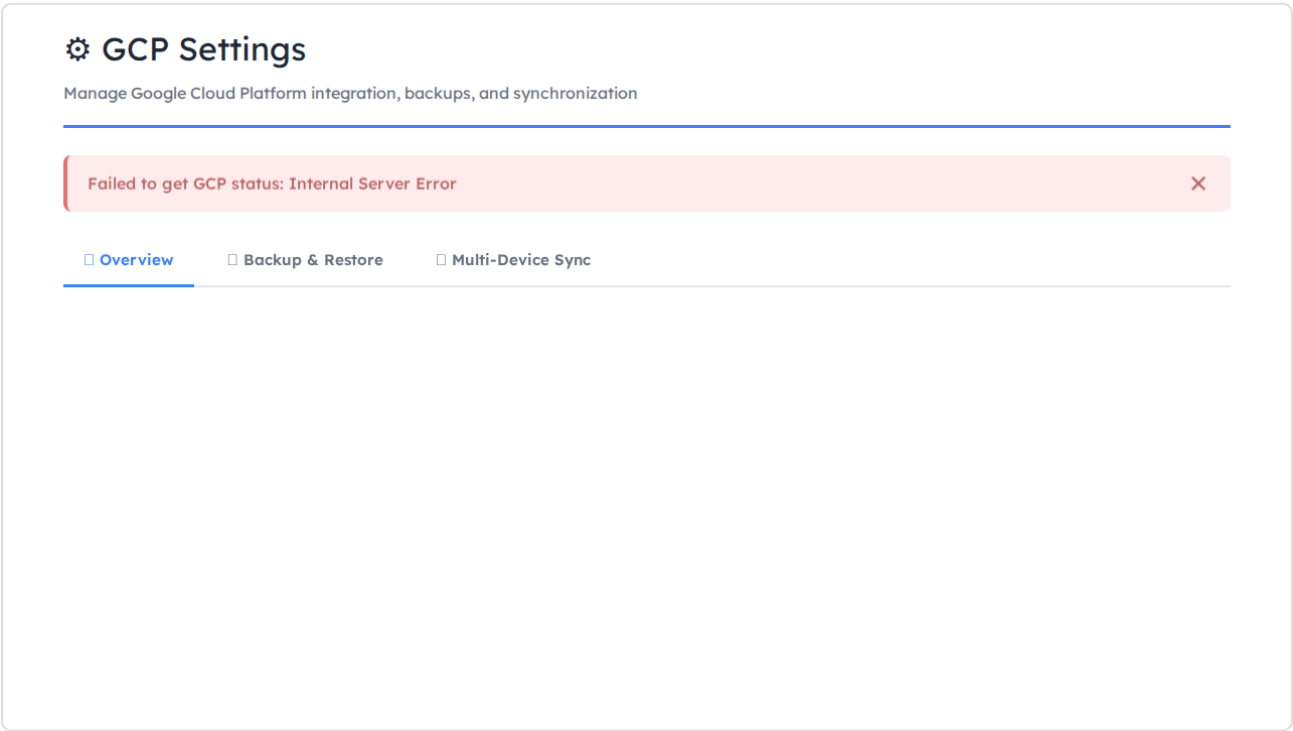 ⚙ GCP Settings
Manage Google Cloud Platform integration, backups, and synchronization
Failed to get GCP status: Internal Server Error ✕
Overview Backup & Restore Multi-Device Sync